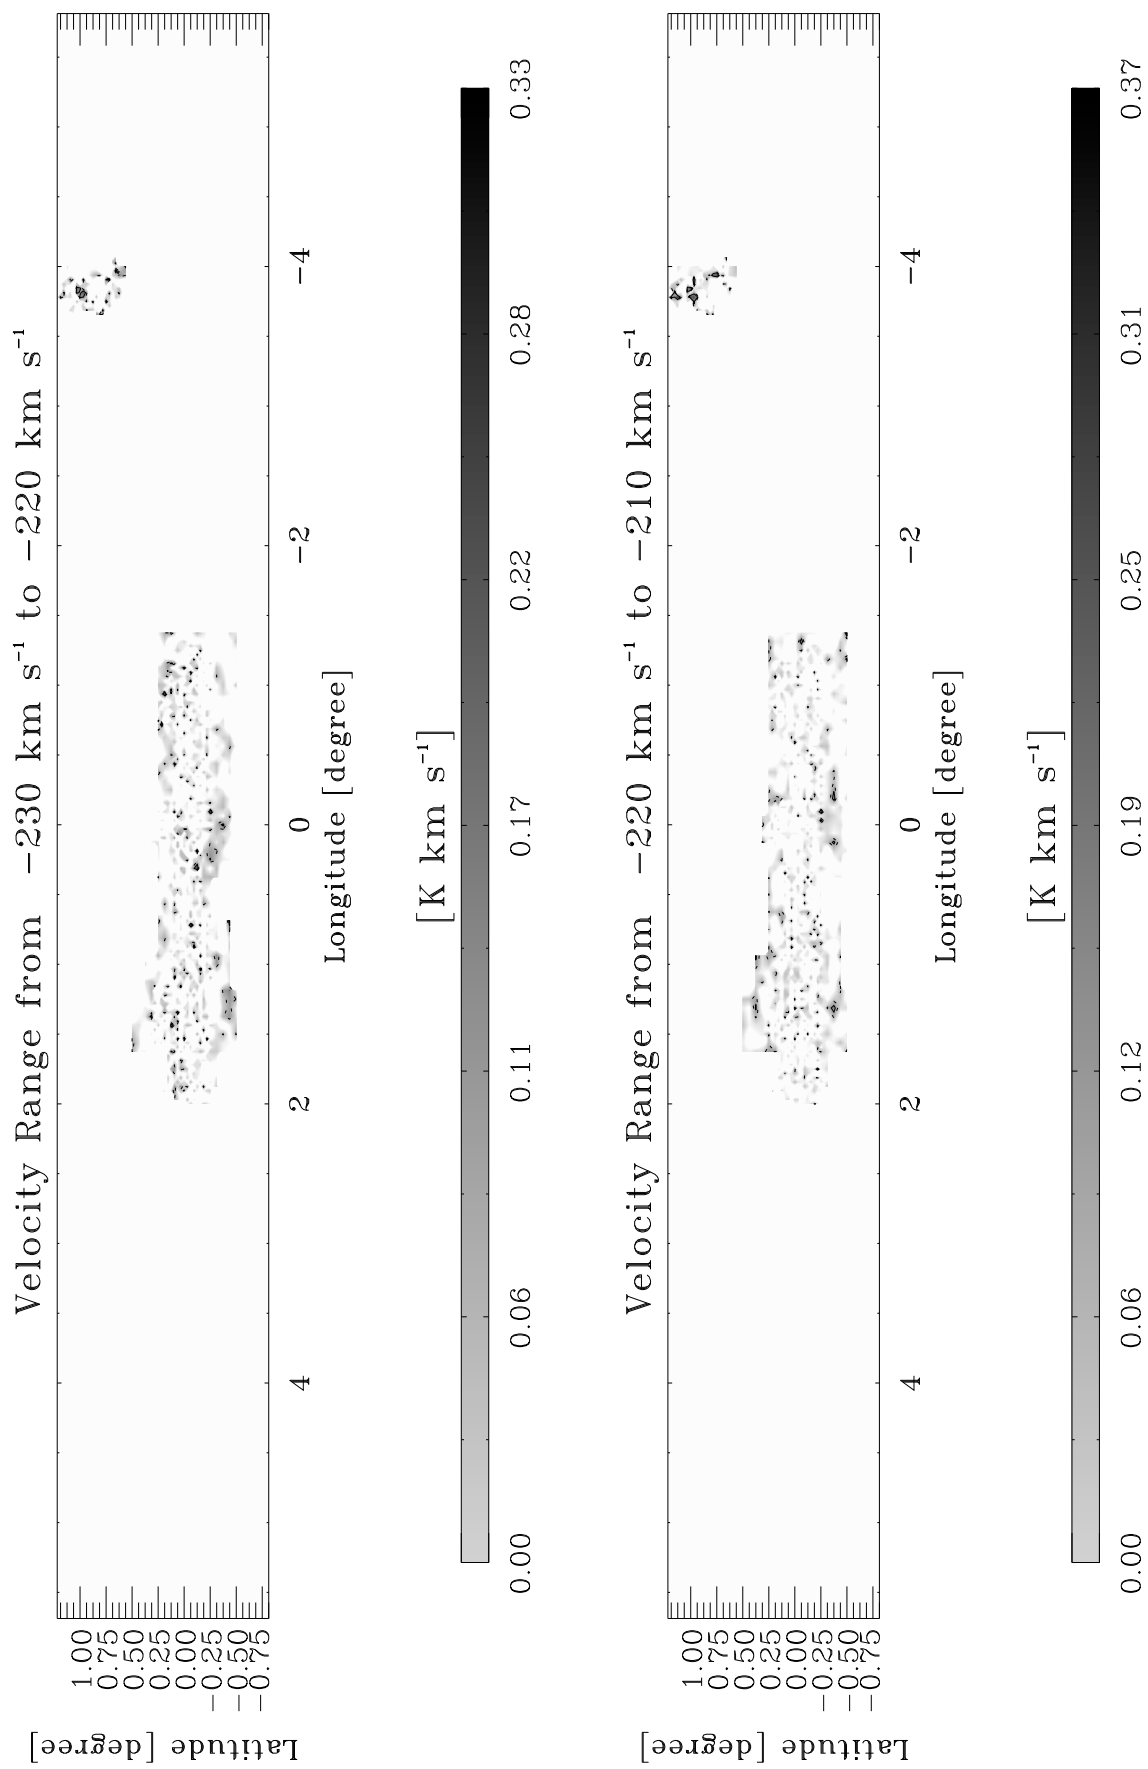 Velocity Range from −230 km s⁻¹ to −220 km s⁻¹
Latitude [degree]
1.00
0.75
0.50
0.25
0.00
−0.25
−0.50
−0.75
4 2 0 −2 −4
Longitude [degree]
[K km s⁻¹]
0.00 0.06 0.11 0.17 0.22 0.28 0.33
Velocity Range from −220 km s⁻¹ to −210 km s⁻¹
Latitude [degree]
1.00
0.75
0.50
0.25
0.00
−0.25
−0.50
−0.75
4 2 0 −2 −4
Longitude [degree]
[K km s⁻¹]
0.00 0.06 0.12 0.19 0.25 0.31 0.37